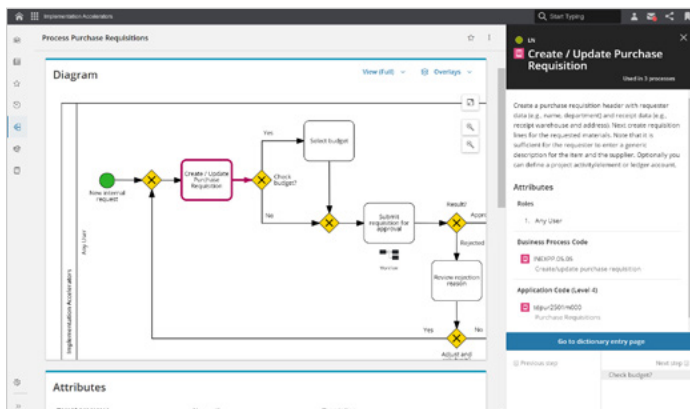 Implementation Accelerators
Start Typing
Process Purchase Requisitions
Diagram
View (Full)
Overlays
New internal
request
Create / Update
Purchase
Requisition
Yes
Check
budget?
No
Select budget
Submit
requisition for
approval
Result?
Rejected
Review rejection
reason
Yes
No
Adjust and
Any User
Implementation Accelerators
Attributes
LN
Create / Update Purchase
Requisition
Used in 3 processes
Create a purchase requisition header with requester
data (e.g., name, department) and receipt data (e.g.,
receipt warehouse and address). Next create requisition
lines for the requested materials. Note that it is
sufficient for the requester to enter a generic
description for the item and the supplier. Optionally you
can define a project activity/element or ledger account.
Attributes
Roles
1. Any User
Business Process Code
Create/update purchase requisition
Application Code (Level 4)
Purchase Requisitions
Go to dictionary entry page
Previous step
Next step
Check budget?